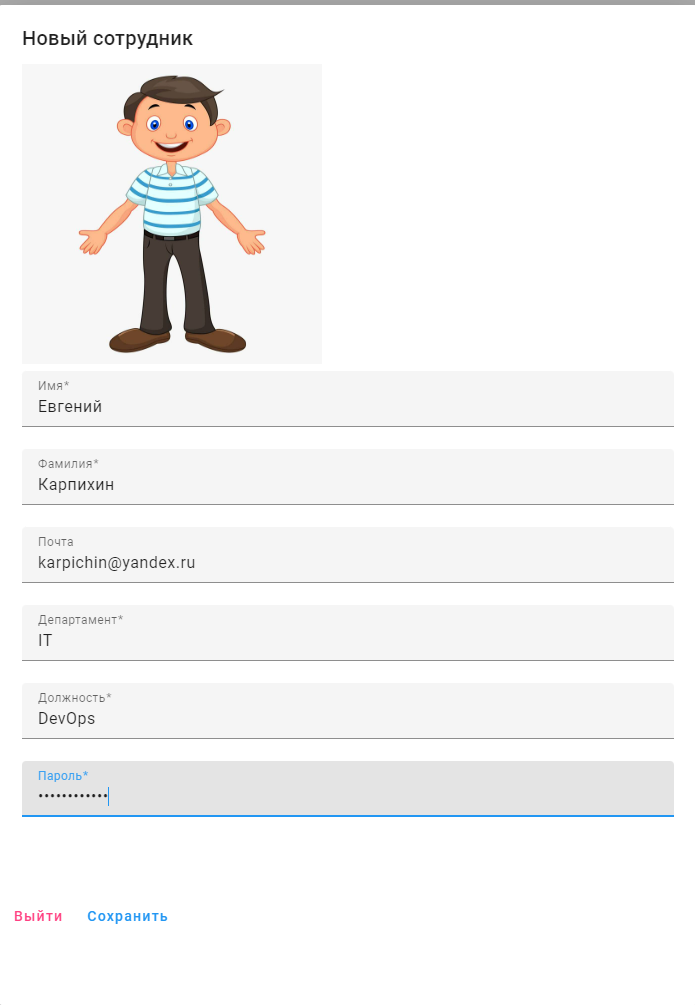 Новый сотрудник
Имя*
Евгений
Фамилия*
Карпихин
Почта
karpichin@yandex.ru
Департамент*
IT
Должность*
DevOps
Пароль*
••••••••••••
Выйти Сохранить